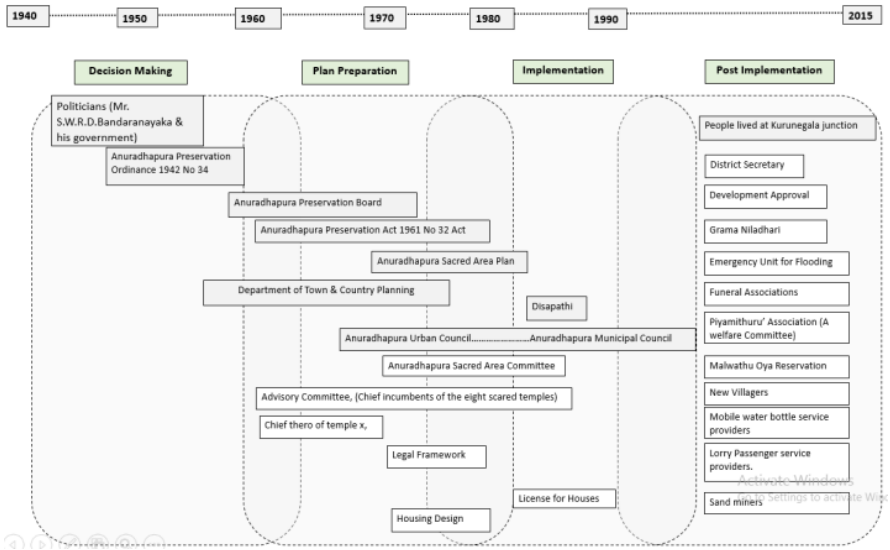 1940
1950
1960
1970
1980
1990
2015
Decision Making
Plan Preparation
Implementation
Post Implementation
Politicians (Mr.
S.W.R.D.Bandaranayaka &
his government)
Anuradhapura Preservation
Ordinance 1942 No 34
Anuradhapura Preservation Board
Anuradhapura Preservation Act 1961 No 32 Act
Anuradhapura Sacred Area Plan
Department of Town & Country Planning
Disapathi
Anuradhapura Urban Council……………………Anuradhapura Municipal Council
Anuradhapura Sacred Area Committee
Advisory Committee, (Chief incumbents of the eight scared temples)
Chief thero of temple x,
Legal Framework
License for Houses
Housing Design
People lived at Kurunegala junction
District Secretary
Development Approval
Grama Niladhari
Emergency Unit for Flooding
Funeral Associations
Piyamithuru’ Association (A
welfare Committee)
Malwathu Oya Reservation
New Villagers
Mobile water bottle service
providers
Lorry Passenger service
providers.
Sand miners
Activate Windows
Go to Settings to activate